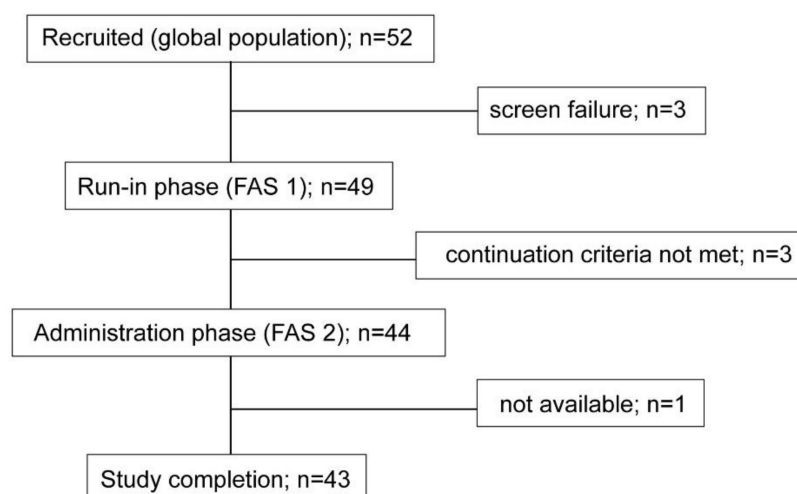 Recruited (global population); n=52
screen failure; n=3
Run-in phase (FAS 1); n=49
continuation criteria not met; n=3
Administration phase (FAS 2); n=44
not available; n=1
Study completion; n=43